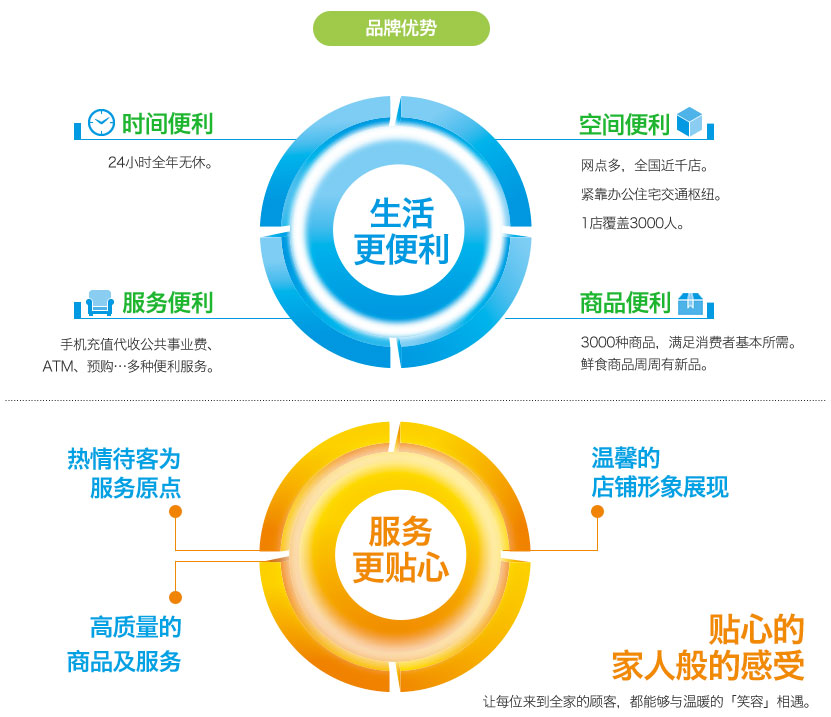 品牌优势
时间便利
24小时全年无休。
空间便利
网点多，全国近千店。
紧靠办公住宅交通枢纽。
1店覆盖3000人。
生活
更便利
服务便利
手机充值代收公共事业费、
ATM、预购…多种便利服务。
商品便利
3000种商品，满足消费者基本所需。
鲜食商品周周有新品。
热情待客为
服务原点
温馨的
店铺形象展现
服务
更贴心
高质量的
商品及服务
贴心的
家人般的感受
让每位来到全家的顾客，都能够与温暖的「笑容」相遇。